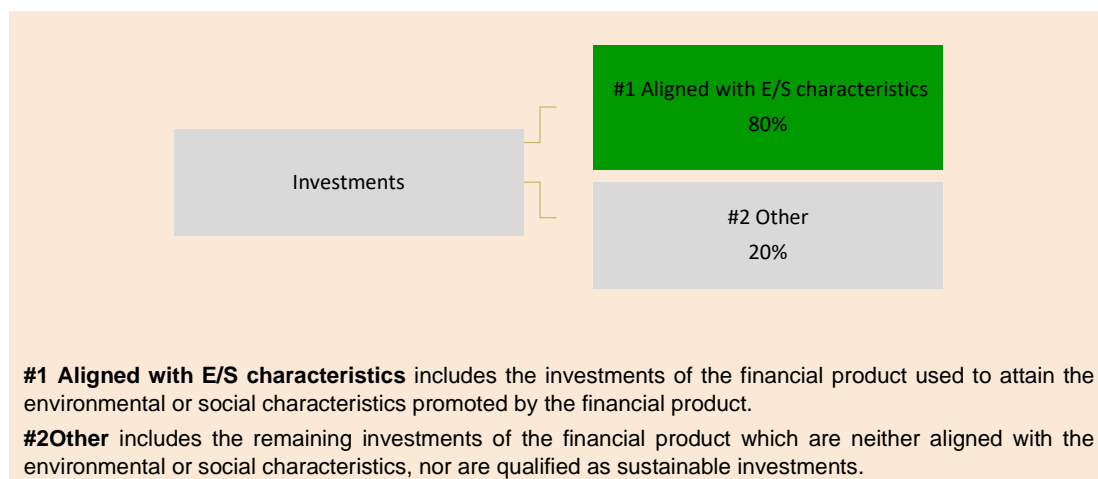 #1 Aligned with E/S characteristics
80%
Investments
#2 Other
20%
#1 Aligned with E/S characteristics includes the investments of the financial product used to attain the
environmental or social characteristics promoted by the financial product.
#2Other includes the remaining investments of the financial product which are neither aligned with the
environmental or social characteristics, nor are qualified as sustainable investments.